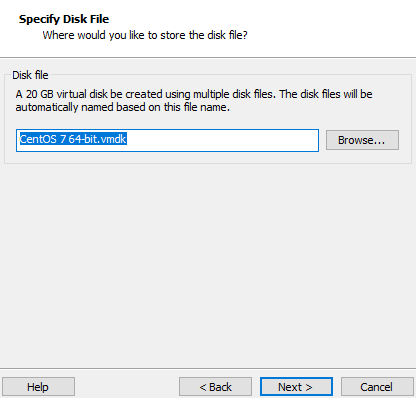 Specify Disk File
Where would you like to store the disk file?
Disk file
A 20 GB virtual disk be created using multiple disk files. The disk files will be
automatically named based on this file name.
CentOS 7 64-bit.vmdk
Browse...
Help
< Back
Next >
Cancel